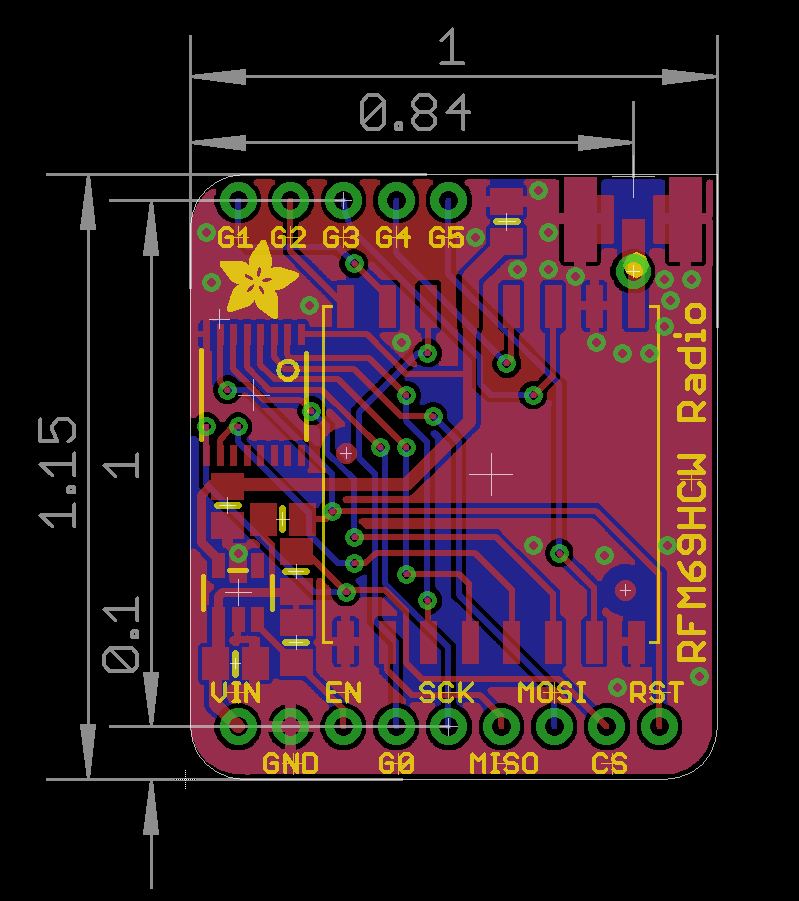 1
0.84
G1 G2 G3 G4 G5
1.15
1
0.1
RFM69HCW Radio
VIN EN SCK MOSI RST
GND G0 MISO CS